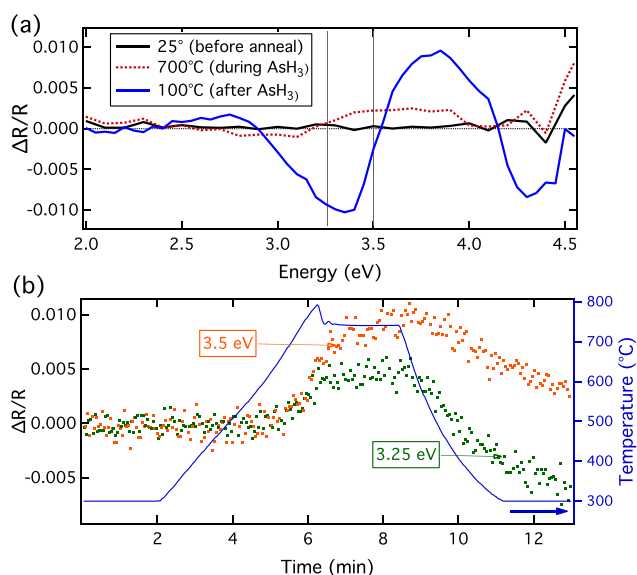 (a)
0.010
0.005
0.000
-0.005
-0.010
ΔR/R
25° (before anneal)
700°C (during AsH₃)
100°C (after AsH₃)
2.0 2.5 3.0 3.5 4.0 4.5
Energy (eV)
(b)
0.010
0.005
0.000
-0.005
ΔR/R
3.5 eV
3.25 eV
800
700
600
500
400
300
Temperature (°C)
2 4 6 8 10 12
Time (min)